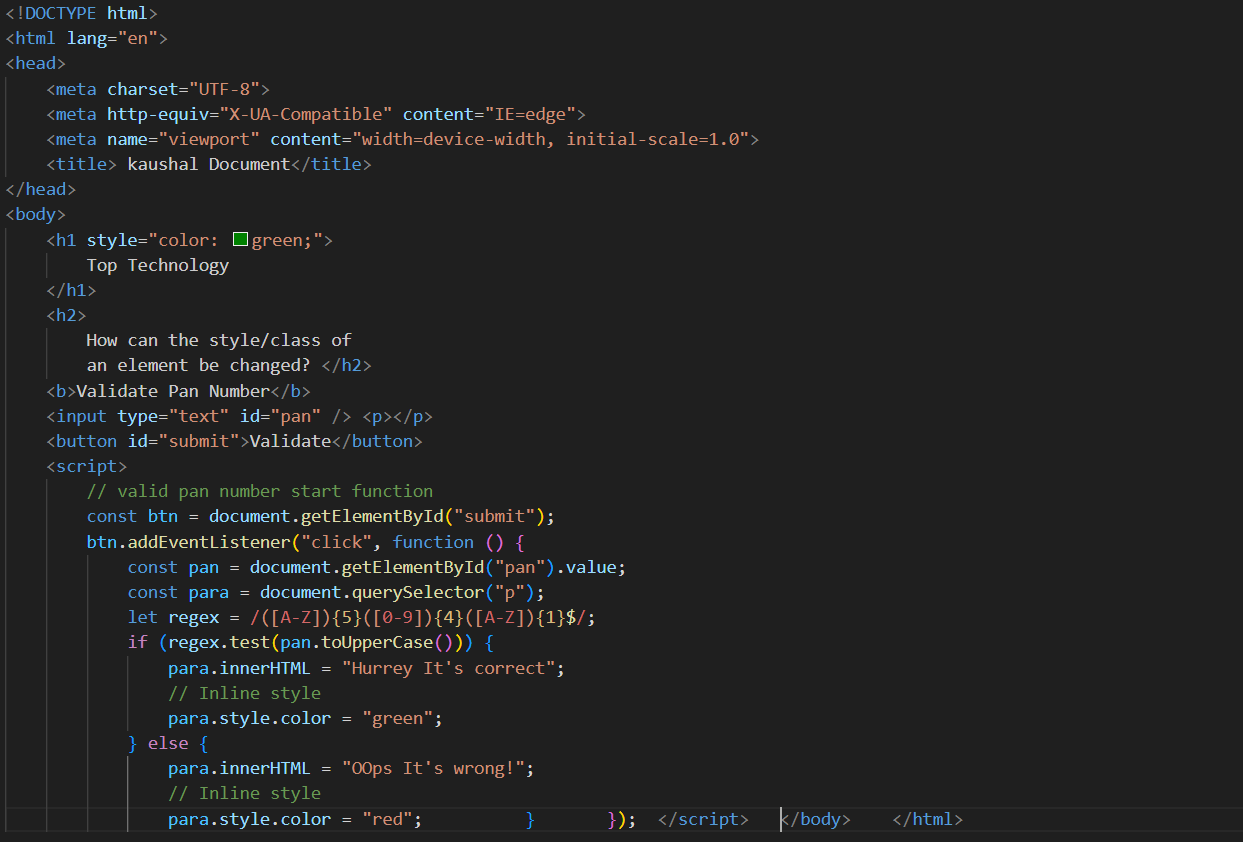 <!DOCTYPE html>
<html lang="en">
<head>
    <meta charset="UTF-8">
    <meta http-equiv="X-UA-Compatible" content="IE=edge">
    <meta name="viewport" content="width=device-width, initial-scale=1.0">
    <title> kaushal Document</title>
</head>
<body>
    <h1 style="color: green;">
        Top Technology
    </h1>
    <h2>
        How can the style/class of
        an element be changed? </h2>
    <b>Validate Pan Number</b>
    <input type="text" id="pan" /> <p></p>
    <button id="submit">Validate</button>
    <script>
        // valid pan number start function
        const btn = document.getElementById("submit");
        btn.addEventListener("click", function () {
            const pan = document.getElementById("pan").value;
            const para = document.querySelector("p");
            let regex = /([A-Z]){5}([0-9]){4}([A-Z]){1}$/;
            if (regex.test(pan.toUpperCase())) {
                para.innerHTML = "Hurrey It's correct";
                // Inline style
                para.style.color = "green";
            } else {
                para.innerHTML = "OOps It's wrong!";
                // Inline style
                para.style.color = "red";          }       });  </script>   </body>    </html>